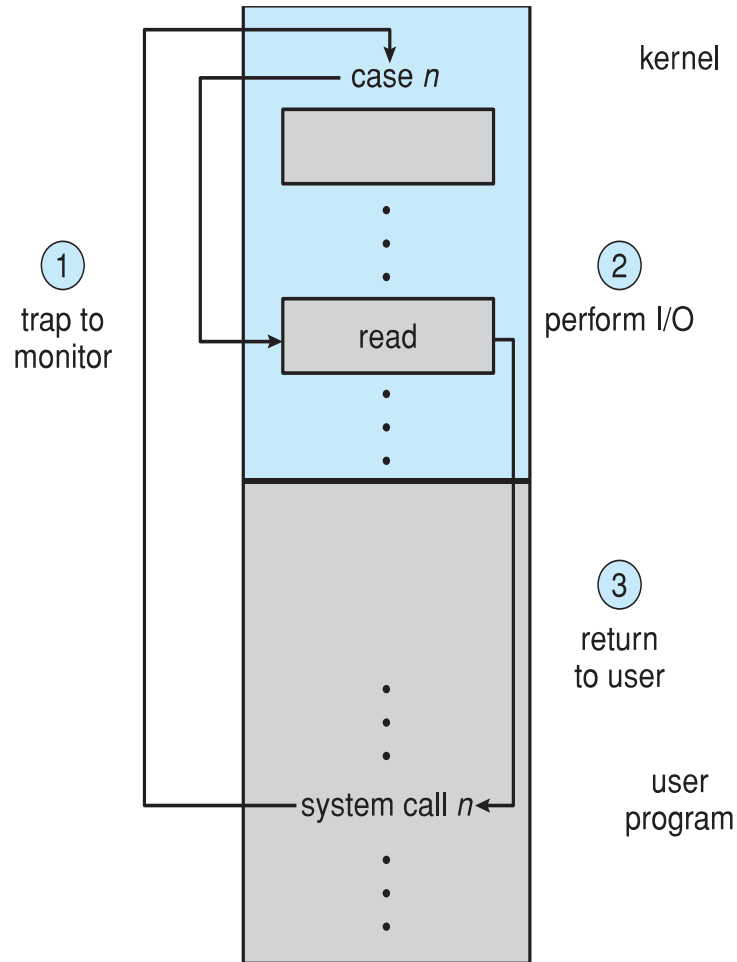 kernel
case n
1
trap to
monitor
2
perform I/O
read
3
return
to user
user
program
system call n